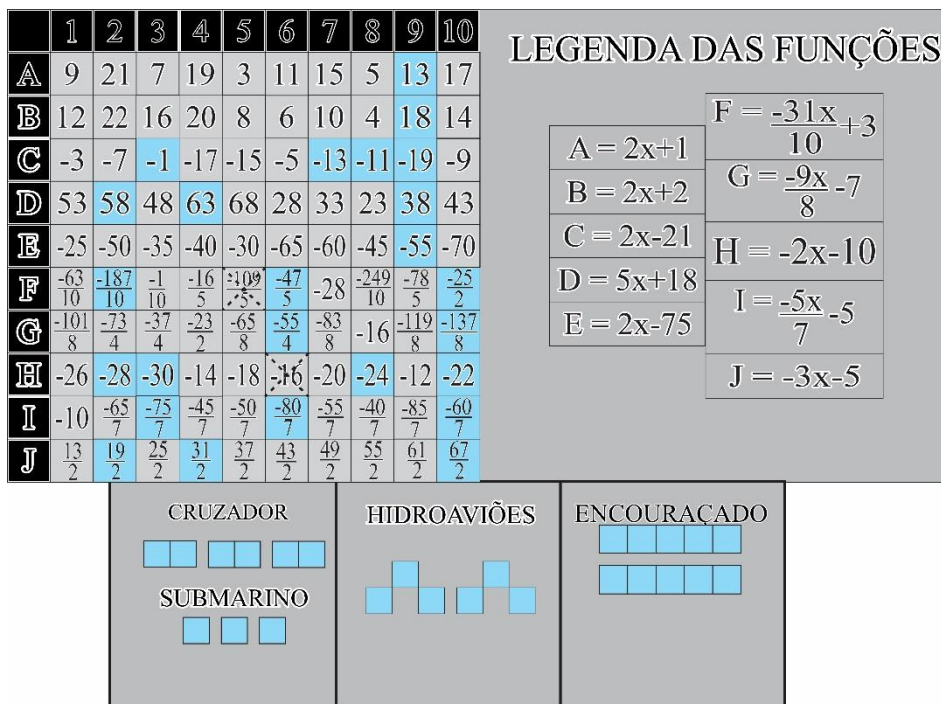 1 2 3 4 5 6 7 8 9 10
LEGENDA DAS FUNÇÕES
A 9 21 7 19 3 11 15 5 13 17
B 12 22 16 20 8 6 10 4 18 14
C -3 -7 -1 -17 -15 -5 -13 -11 -19 -9
D 53 58 48 63 68 28 33 23 38 43
E -25 -50 -35 -40 -30 -65 -60 -45 -55 -70
F -63/10 -187/10 -1/10 -16/5 -109/5 -47/5 -28 -249/10 -78/5 -25/2
G -101/8 -73/4 -37/4 -23/2 -65/8 -55/4 -83/8 -16 -119/8 -137/8
H -26 -28 -30 -14 -18 -16 -20 -24 -12 -22
I -10 -65/7 -75/7 -45/7 -50/7 -80/7 -55/7 -40/7 -85/7 -60/7
J 13/2 19/2 25/2 31/2 37/2 43/2 49/2 55/2 61/2 67/2
A = 2x+1
B = 2x+2
C = 2x-21
D = 5x+18
E = 2x-75
F = -31x/10 +3
G = -9x/8 -7
H = -2x-10
I = -5x/7 -5
J = -3x-5
CRUZADOR
SUBMARINO
HIDROAVIÕES
ENCOURAÇADO